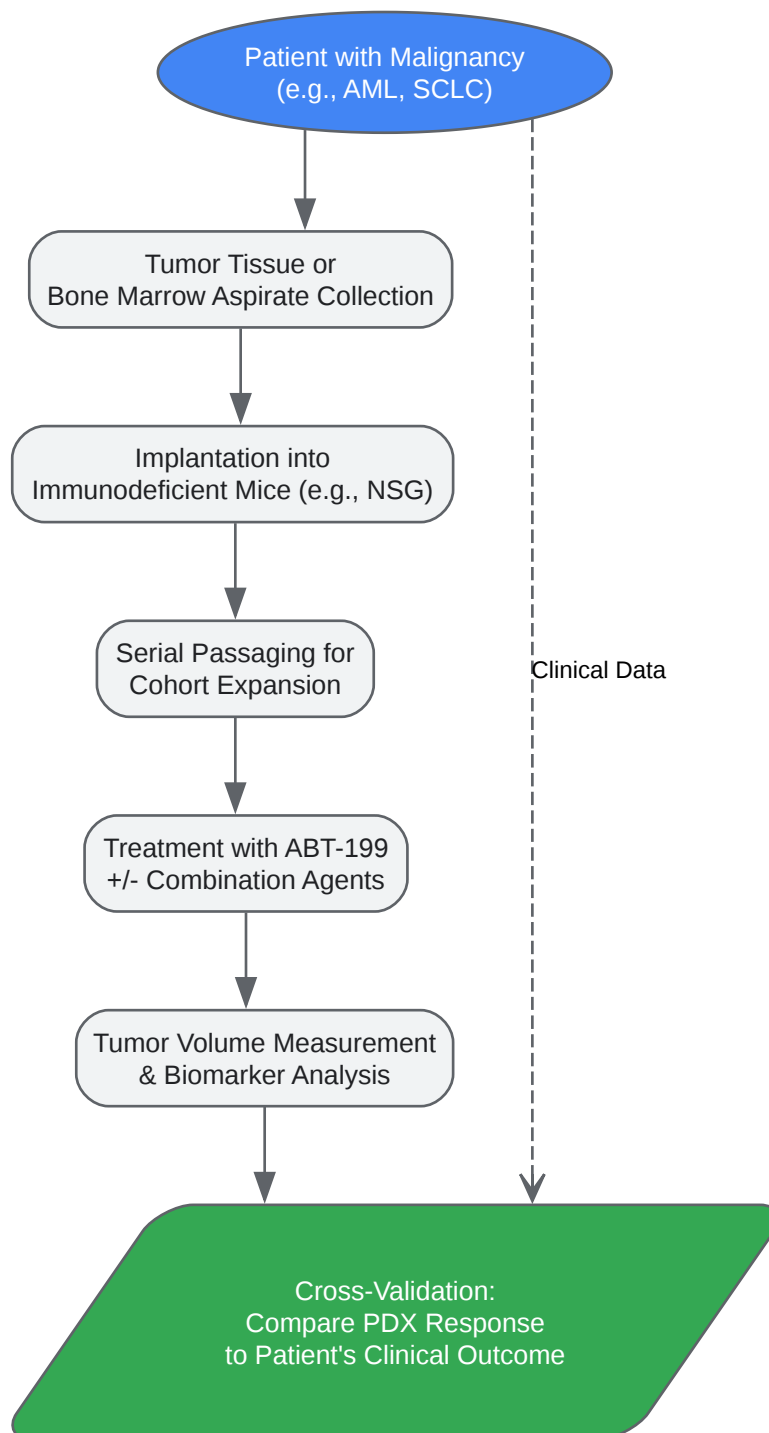 Patient with Malignancy
(e.g., AML, SCLC)
Tumor Tissue or
Bone Marrow Aspirate Collection
Implantation into
Immunodeficient Mice (e.g., NSG)
Serial Passaging for
Cohort Expansion
Clinical Data
Treatment with ABT-199
+/- Combination Agents
Tumor Volume Measurement
& Biomarker Analysis
Cross-Validation:
Compare PDX Response
to Patient's Clinical Outcome